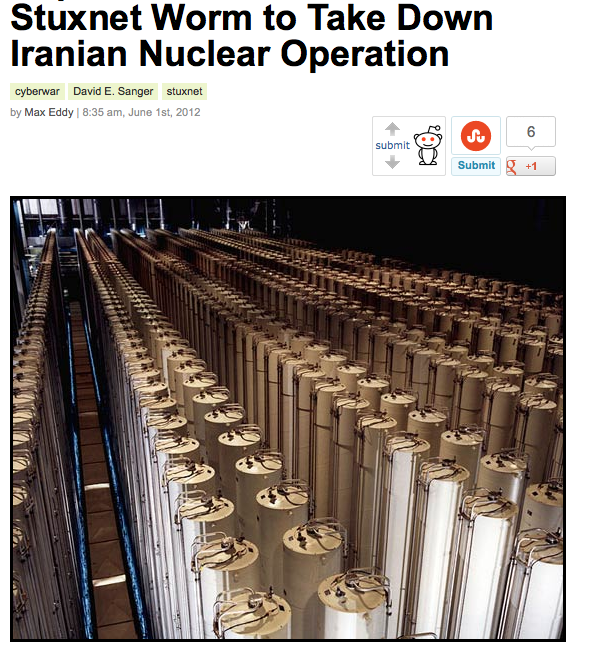 Stuxnet Worm to Take Down
Iranian Nuclear Operation
cyberwar David E. Sanger stuxnet
by Max Eddy | 8:35 am, June 1st, 2012
submit
Submit
6
g +1